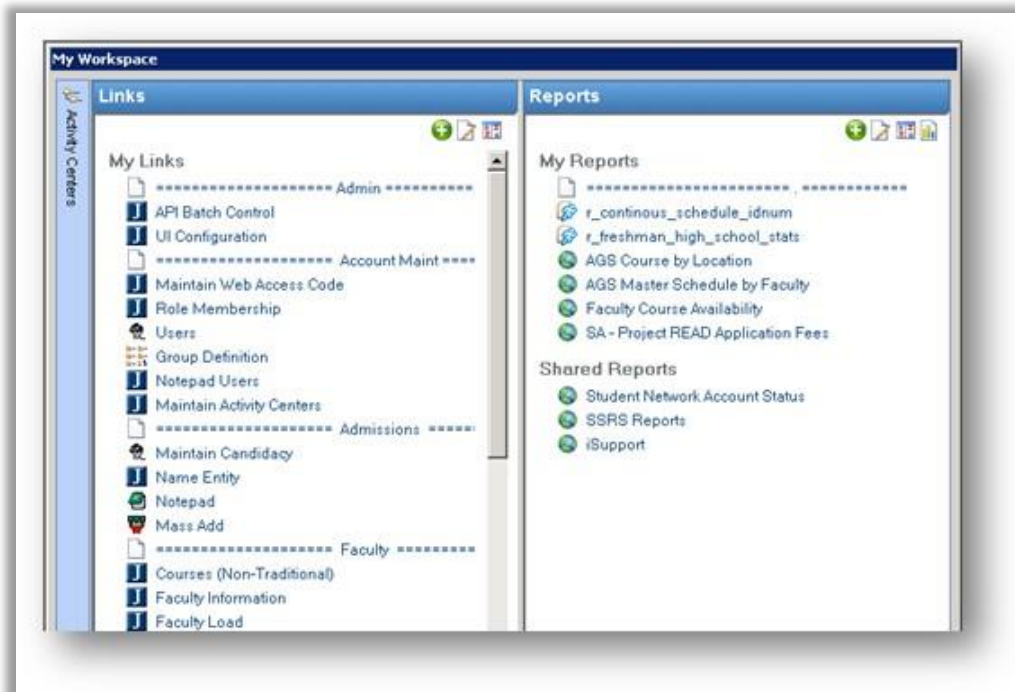 My Workspace
Activity Centers
Links
My Links
==================== Admin ==========
API Batch Control
UI Configuration
==================== Account Maint ====
Maintain Web Access Code
Role Membership
Users
Group Definition
Notepad Users
Maintain Activity Centers
==================== Admissions =====
Maintain Candidacy
Name Entity
Notepad
Mass Add
==================== Faculty =========
Courses (Non-Traditional)
Faculty Information
Faculty Load
Reports
My Reports
======================= . ============
r_continous_schedule_idnum
r_freshman_high_school_stats
AGS Course by Location
AGS Master Schedule by Faculty
Faculty Course Availability
SA - Project READ Application Fees
Shared Reports
Student Network Account Status
SSRS Reports
iSupport